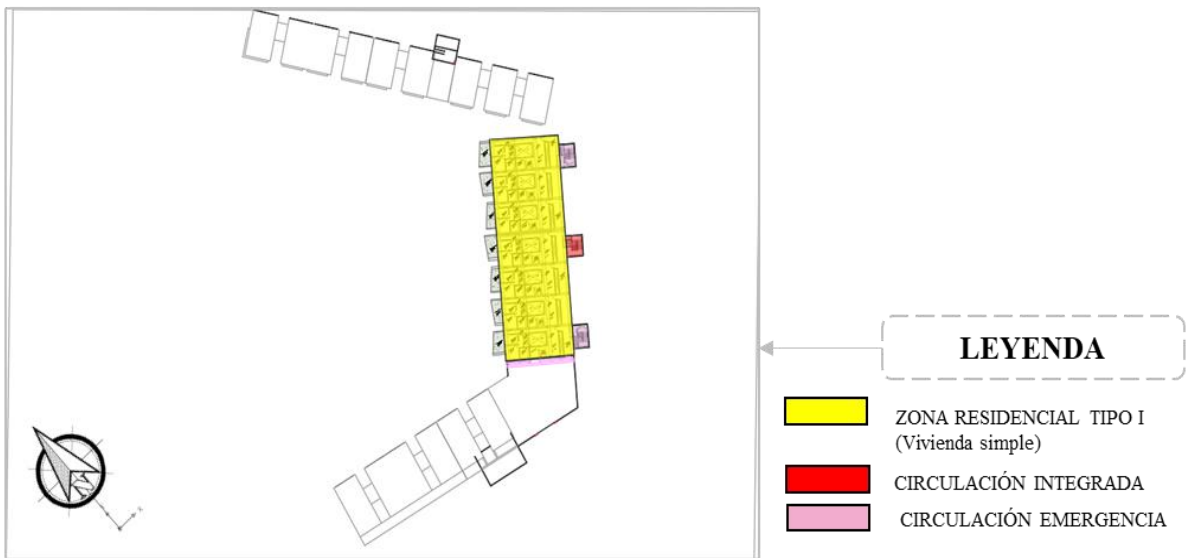 LEYENDA
ZONA RESIDENCIAL TIPO I
(Vivienda simple)
CIRCULACIÓN INTEGRADA
CIRCULACIÓN EMERGENCIA